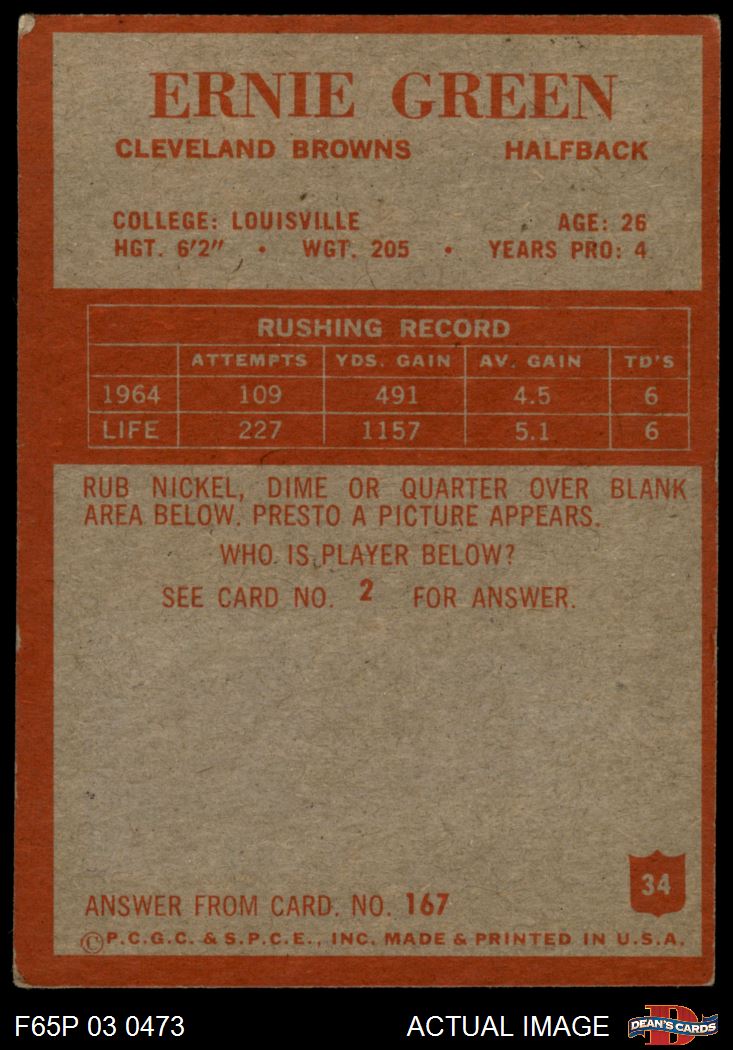 ERNIE GREEN
CLEVELAND BROWNS HALFBACK
COLLEGE: LOUISVILLE AGE: 26
HGT. 6'2" • WGT. 205 • YEARS PRO: 4
RUSHING RECORD
ATTEMPTS YDS. GAIN AV. GAIN TD'S
1964 109 491 4.5 6
LIFE 227 1157 5.1 6
RUB NICKEL, DIME OR QUARTER OVER BLANK
AREA BELOW. PRESTO A PICTURE APPEARS.
WHO IS PLAYER BELOW?
SEE CARD NO. 2 FOR ANSWER.
34
ANSWER FROM CARD. NO. 167
©P.C.G.C. & S.P.C.E., INC. MADE & PRINTED IN U.S.A.
F65P 03 0473 ACTUAL IMAGE D DEAN'S CARDS